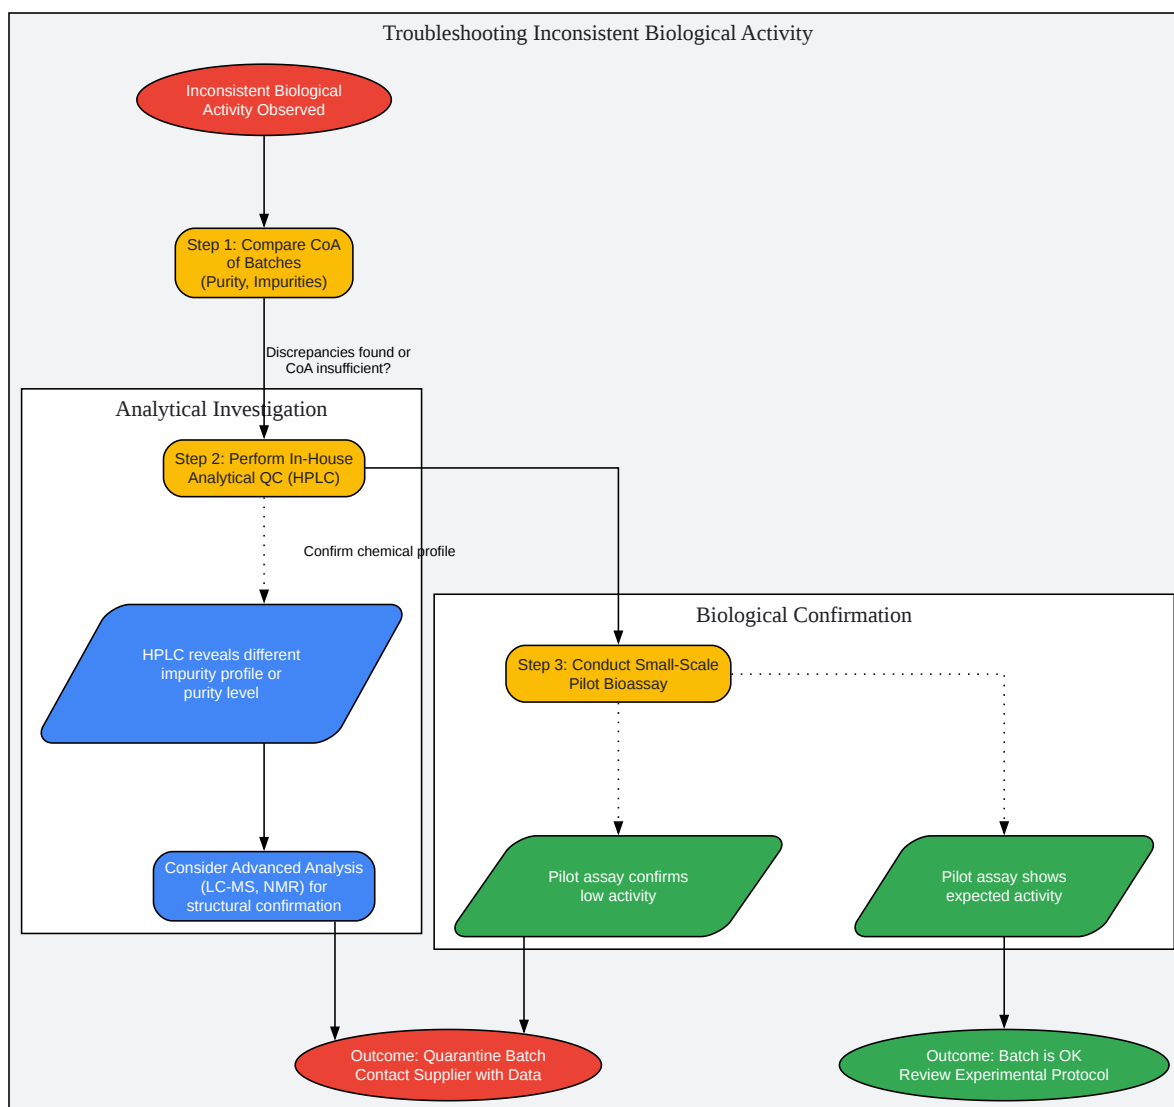 Troubleshooting Inconsistent Biological Activity
Inconsistent Biological
Activity Observed
Step 1: Compare CoA
of Batches
(Purity, Impurities)
Discrepancies found or
CoA insufficient?
Analytical Investigation
Step 2: Perform In-House
Analytical QC (HPLC)
Confirm chemical profile
HPLC reveals different
impurity profile or
purity level
Consider Advanced Analysis
(LC-MS, NMR) for
structural confirmation
Biological Confirmation
Step 3: Conduct Small-Scale
Pilot Bioassay
Pilot assay confirms
low activity
Pilot assay shows
expected activity
Outcome: Quarantine Batch
Contact Supplier with Data
Outcome: Batch is OK
Review Experimental Protocol